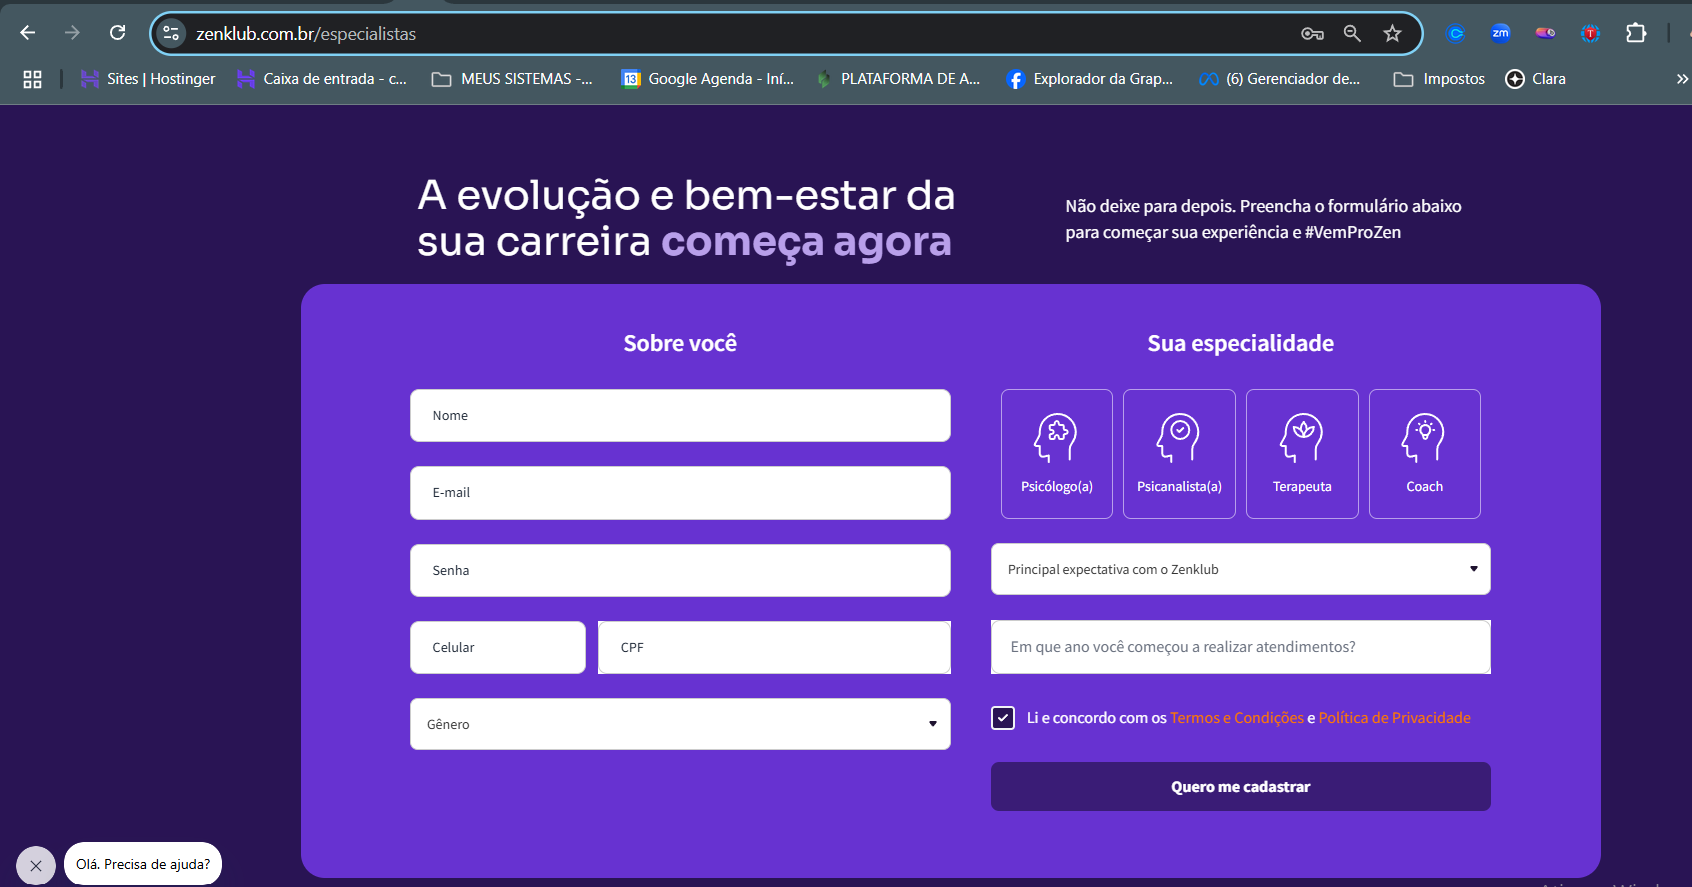 zenklub.com.br/especialistas
Sites | Hostinger
Caixa de entrada - c...
MEUS SISTEMAS -...
13
Google Agenda - Iní...
PLATAFORMA DE A...
Explorador da Grap...
(6) Gerenciador de...
Impostos
Clara
A evolução e bem-estar da
sua carreira começa agora
Não deixe para depois. Preencha o formulário abaixo
para começar sua experiência e #VemProZen
Sobre você
Nome
E-mail
Senha
Celular
CPF
Gênero
Sua especialidade
Psicólogo(a)
Psicanalista(a)
Terapeuta
Coach
Principal expectativa com o Zenklub
Em que ano você começou a realizar atendimentos?
Li e concordo com os Termos e Condições e Política de Privacidade
Quero me cadastrar
Olá. Precisa de ajuda?